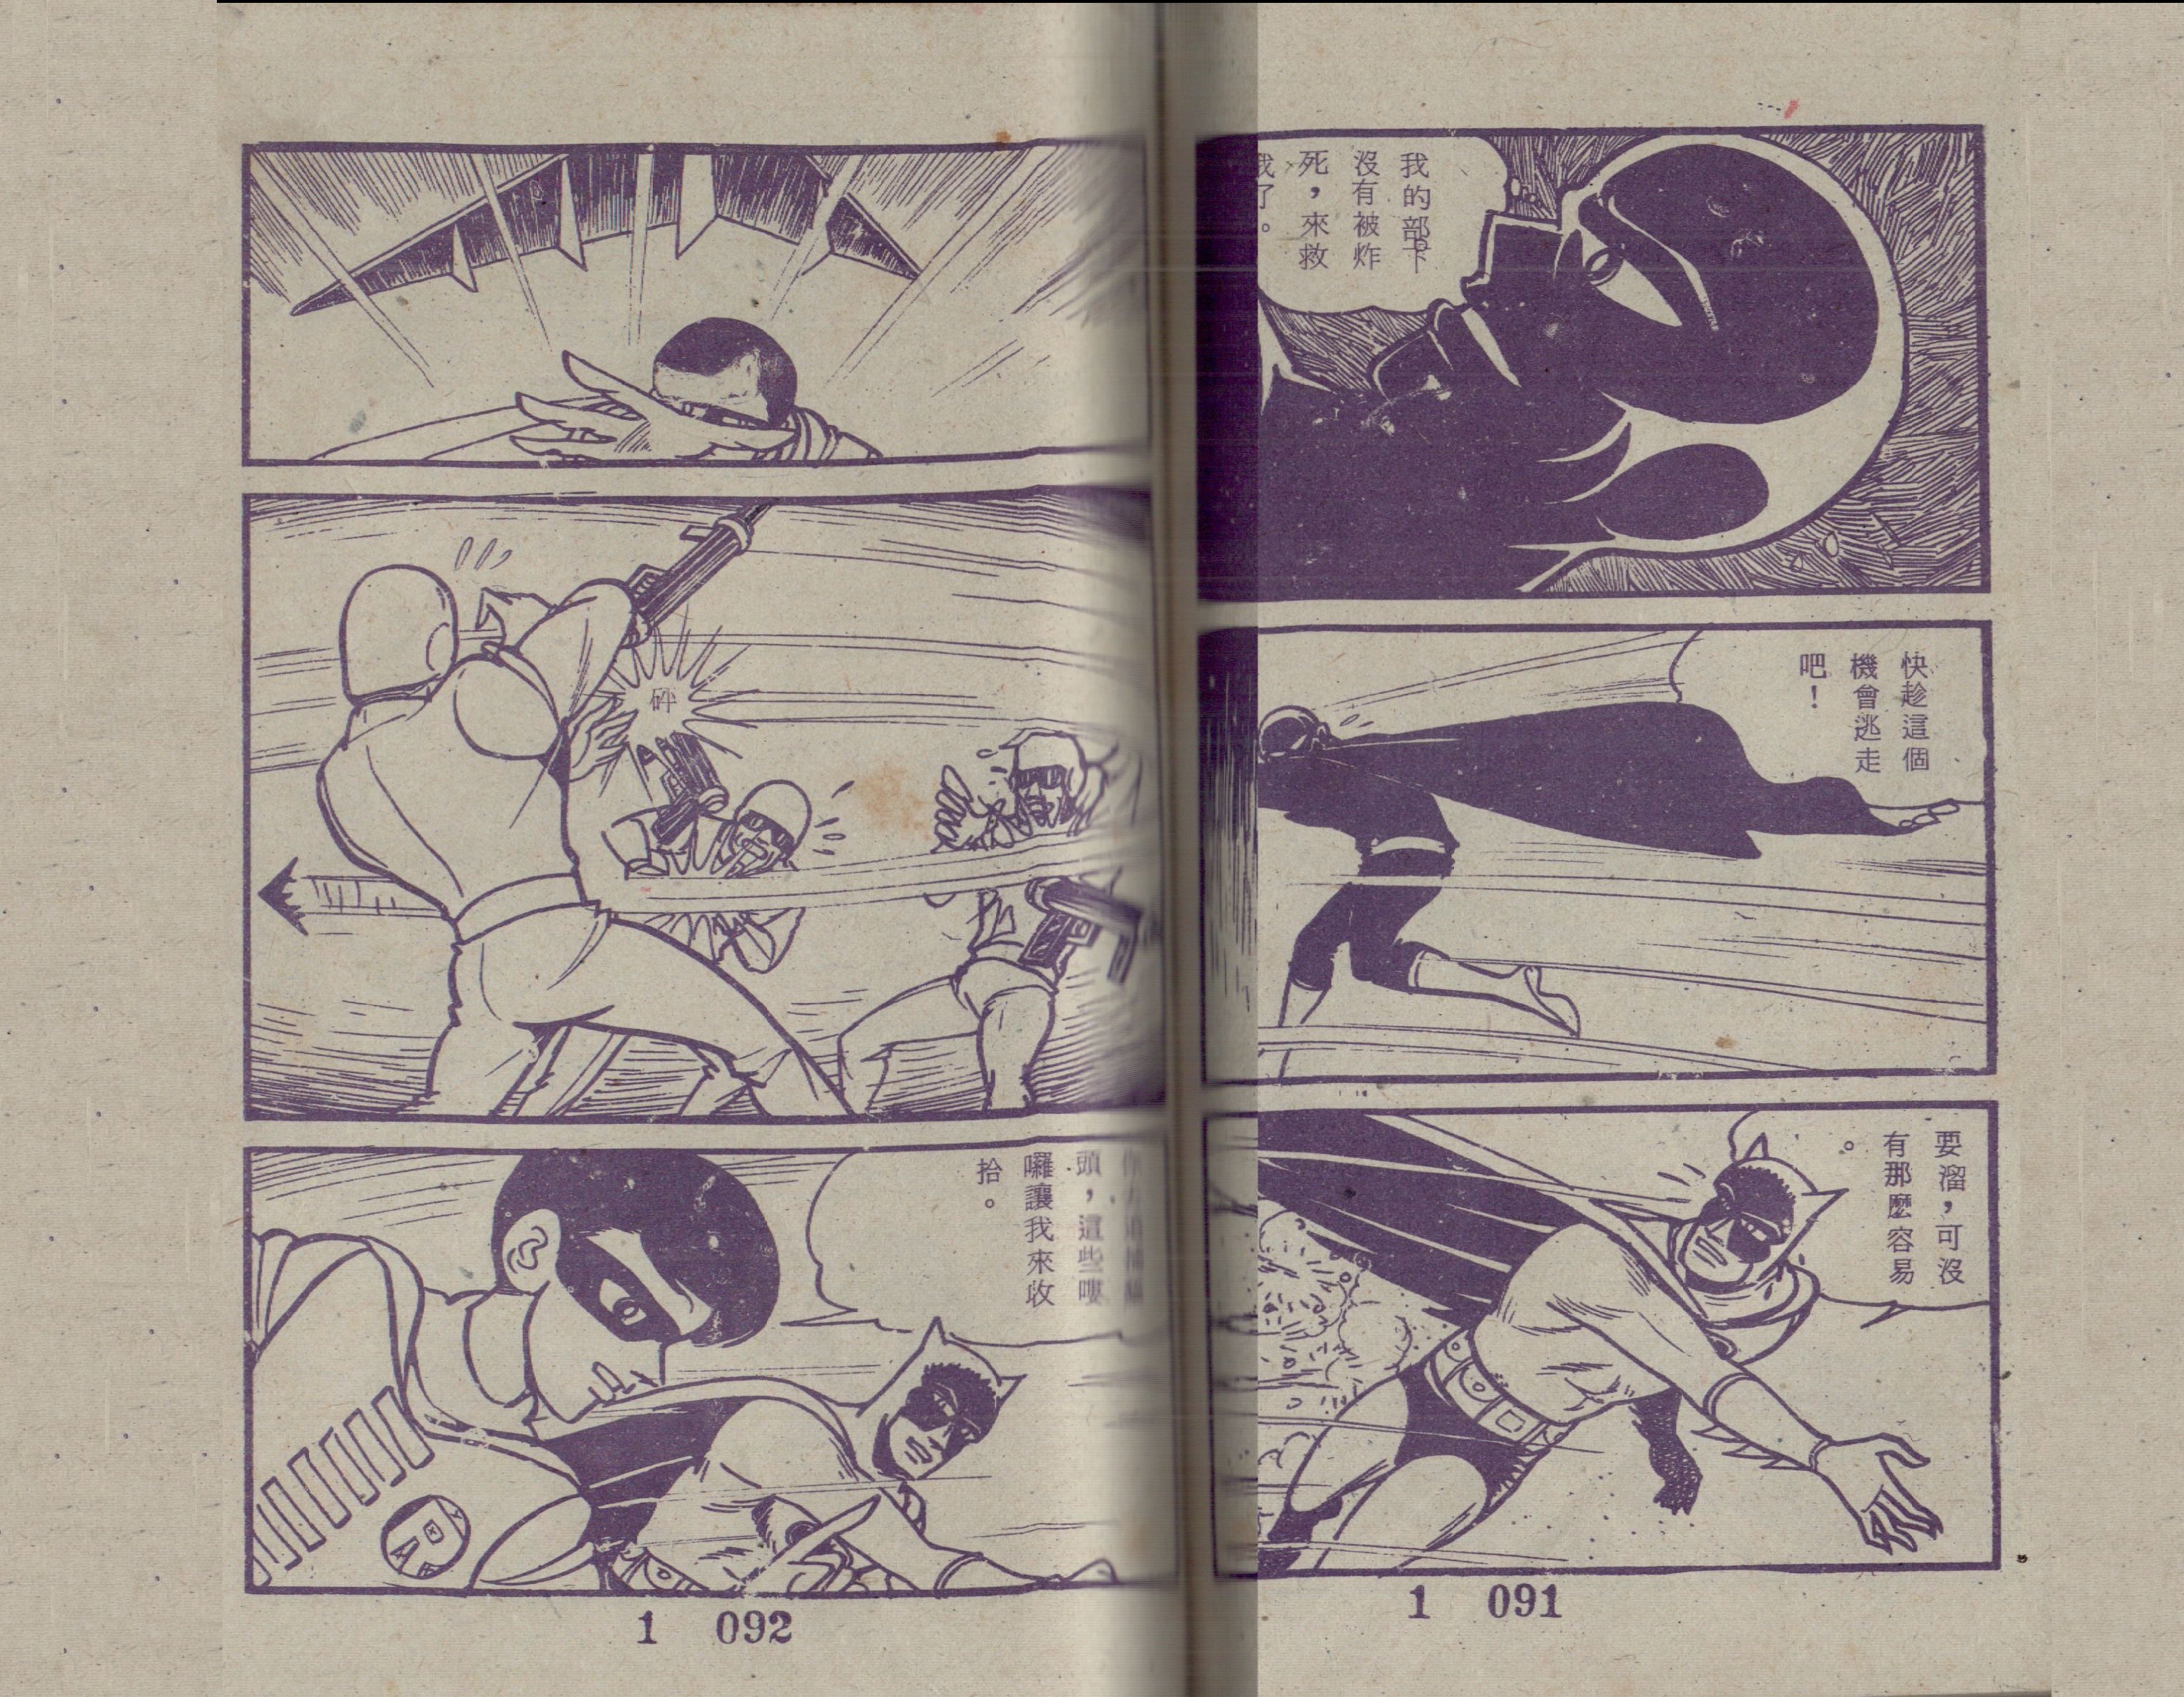 我的部下
沒有被炸
死，來救
我了。
快趁這個
機會逃走
吧！
要溜，可沒
有那麼容易
。
1 091
砰
頭，這些嘍
囉讓我來收
拾。
1 092